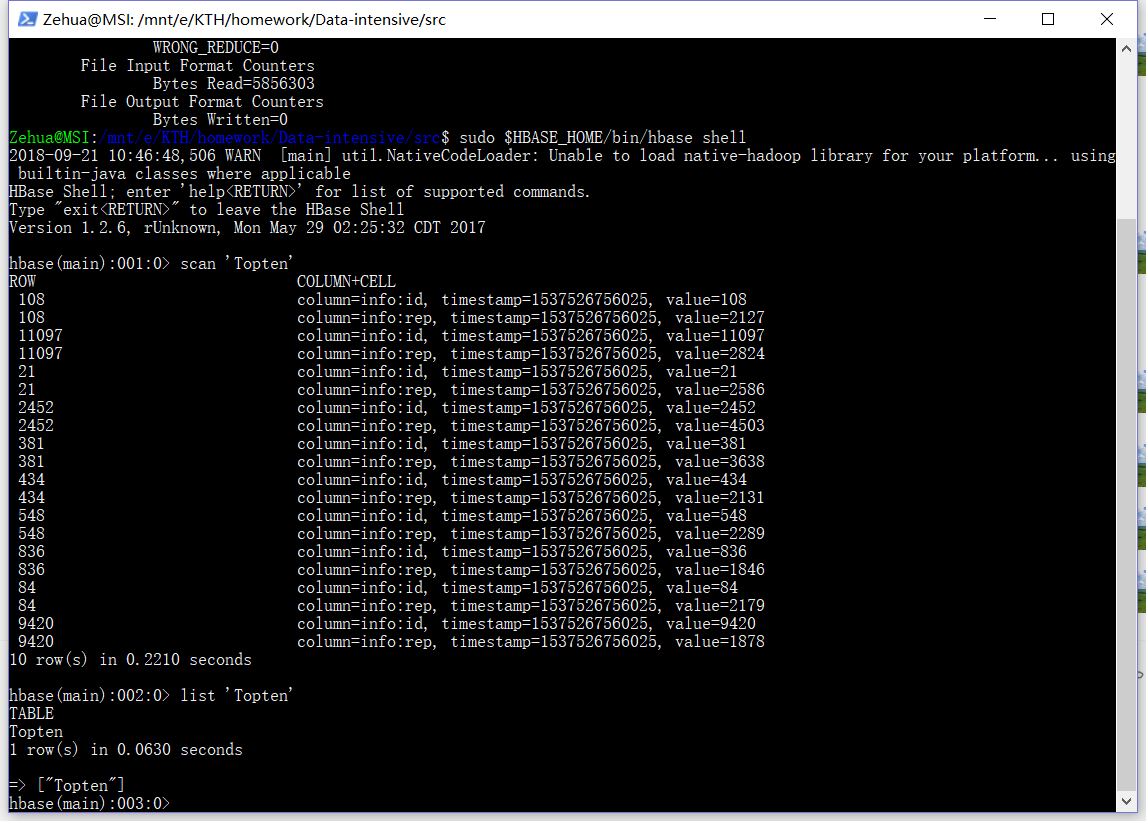 Zehua@MSI: /mnt/e/KTH/homework/Data-intensive/src
WRONG_REDUCE=0
File Input Format Counters
Bytes Read=5856303
File Output Format Counters
Bytes Written=0
Zehua@MSI:/mnt/e/KTH/homework/Data-intensive/src$ sudo $HBASE_HOME/bin/hbase shell
2018-09-21 10:46:48,506 WARN  [main] util.NativeCodeLoader: Unable to load native-hadoop library for your platform... using
builtin-java classes where applicable
HBase Shell; enter 'help<RETURN>' for list of supported commands.
Type "exit<RETURN>" to leave the HBase Shell
Version 1.2.6, rUnknown, Mon May 29 02:25:32 CDT 2017
hbase(main):001:0> scan 'Topten'
ROW COLUMN+CELL
108 column=info:id, timestamp=1537526756025, value=108
108 column=info:rep, timestamp=1537526756025, value=2127
11097 column=info:id, timestamp=1537526756025, value=11097
11097 column=info:rep, timestamp=1537526756025, value=2824
21 column=info:id, timestamp=1537526756025, value=21
21 column=info:rep, timestamp=1537526756025, value=2586
2452 column=info:id, timestamp=1537526756025, value=2452
2452 column=info:rep, timestamp=1537526756025, value=4503
381 column=info:id, timestamp=1537526756025, value=381
381 column=info:rep, timestamp=1537526756025, value=3638
434 column=info:id, timestamp=1537526756025, value=434
434 column=info:rep, timestamp=1537526756025, value=2131
548 column=info:id, timestamp=1537526756025, value=548
548 column=info:rep, timestamp=1537526756025, value=2289
836 column=info:id, timestamp=1537526756025, value=836
836 column=info:rep, timestamp=1537526756025, value=1846
84 column=info:id, timestamp=1537526756025, value=84
84 column=info:rep, timestamp=1537526756025, value=2179
9420 column=info:id, timestamp=1537526756025, value=9420
9420 column=info:rep, timestamp=1537526756025, value=1878
10 row(s) in 0.2210 seconds
hbase(main):002:0> list 'Topten'
TABLE
Topten
1 row(s) in 0.0630 seconds
=> ["Topten"]
hbase(main):003:0>